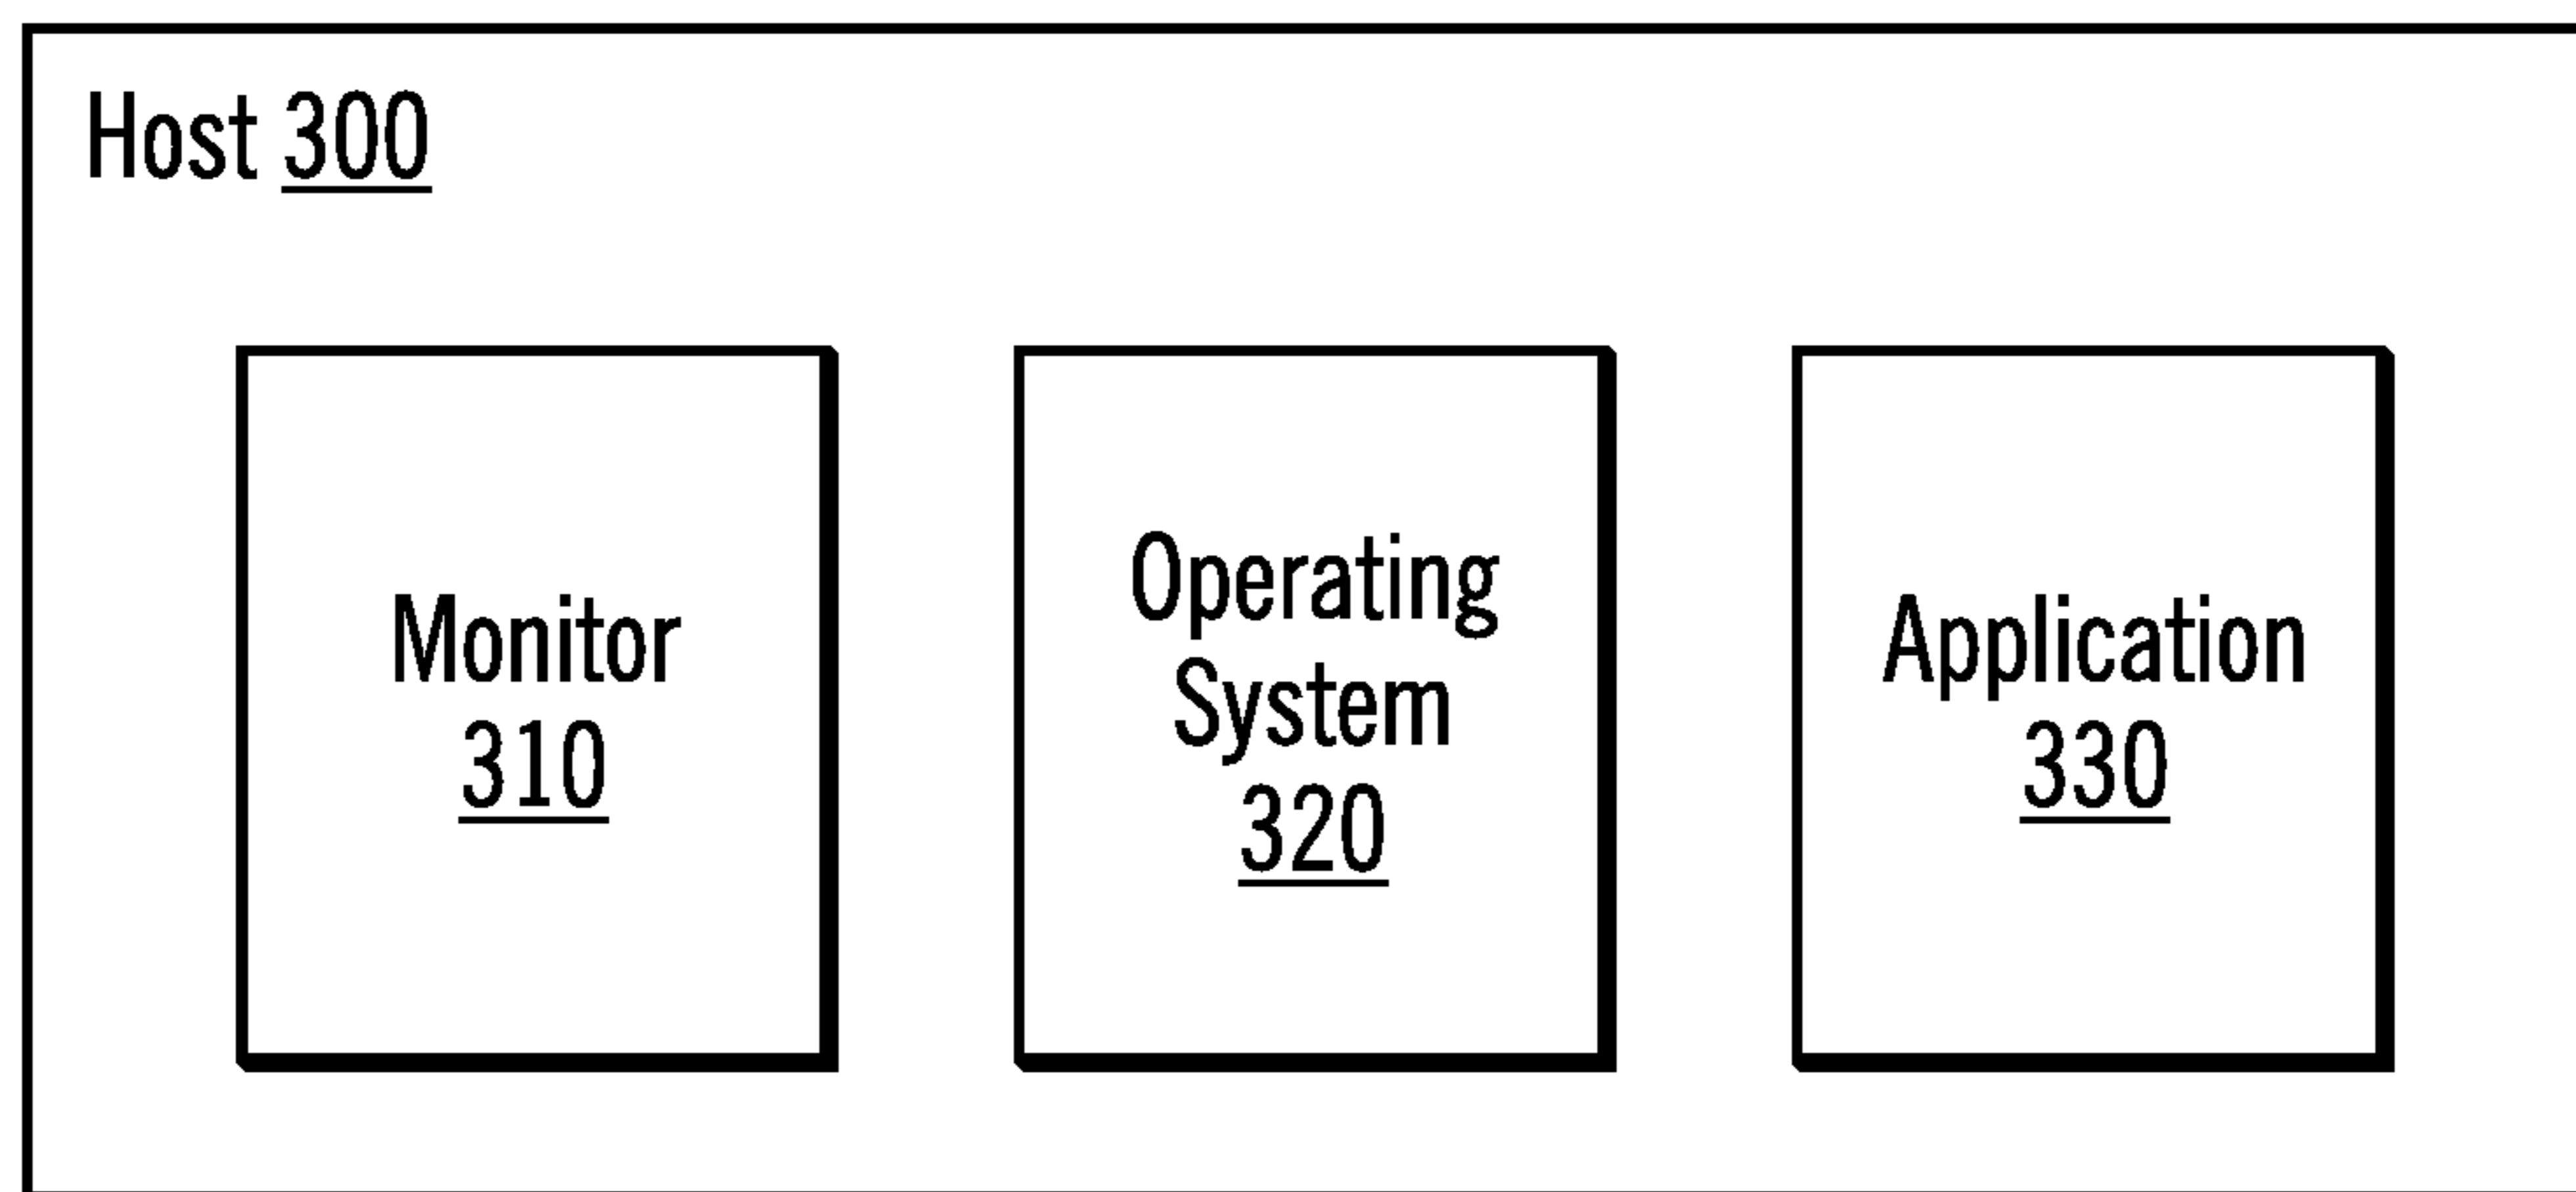 Host 300
Monitor
310
Operating
System
320
Application
330